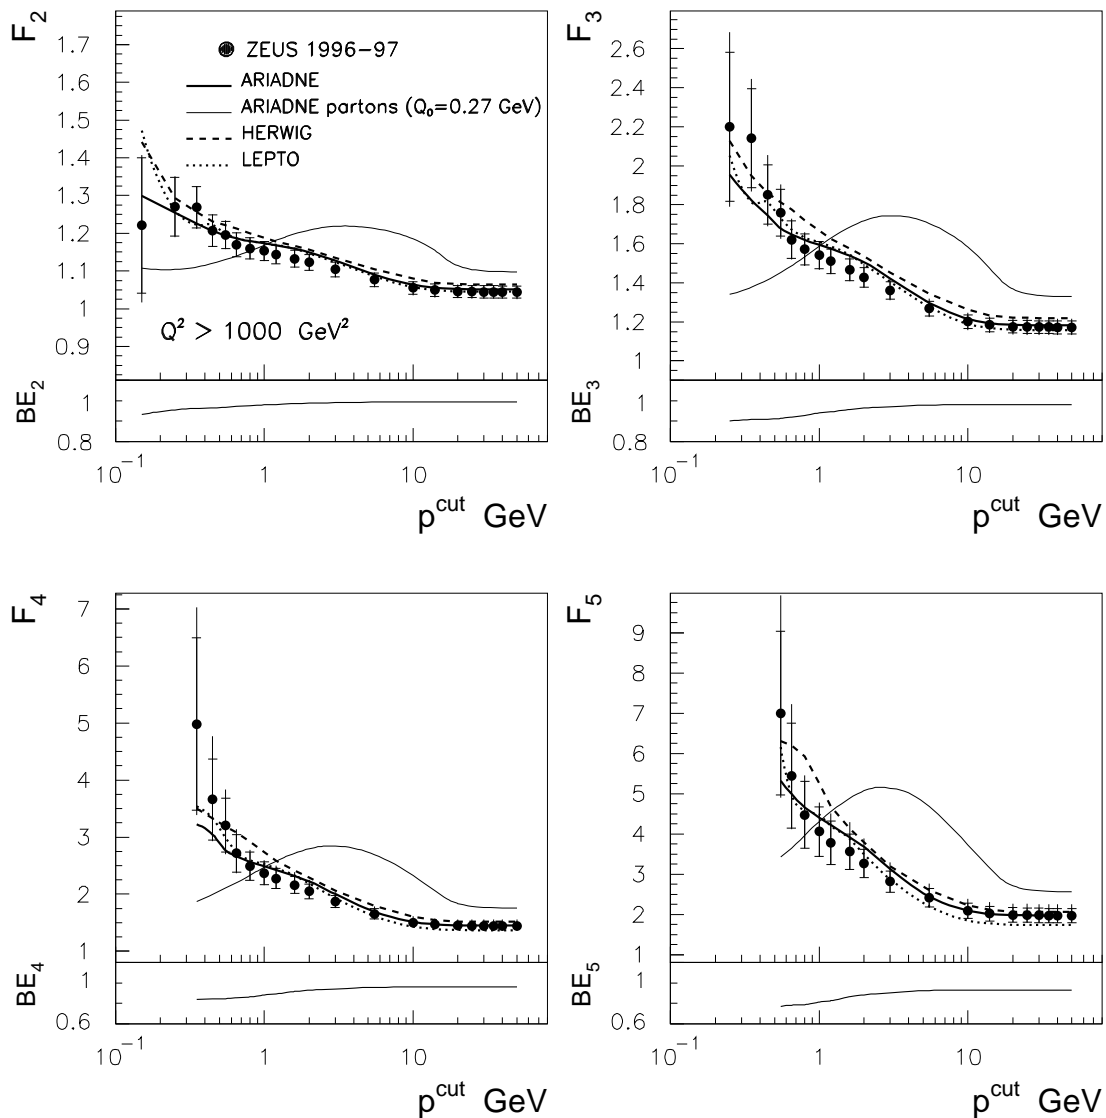 F2
1.7
1.6
1.5
1.4
1.3
1.2
1.1
1
0.9
ZEUS 1996-97
ARIADNE
ARIADNE partons (Q₀=0.27 GeV)
HERWIG
LEPTO
Q² > 1000 GeV²
BE2
1
0.8
10⁻¹ 1 10
p^cut GeV
F3
2.6
2.4
2.2
2
1.8
1.6
1.4
1.2
1
BE3
1
0.8
10⁻¹ 1 10
p^cut GeV
F4
7
6
5
4
3
2
1
BE4
1
0.6
10⁻¹ 1 10
p^cut GeV
F5
9
8
7
6
5
4
3
2
1
BE5
1
0.6
10⁻¹ 1 10
p^cut GeV